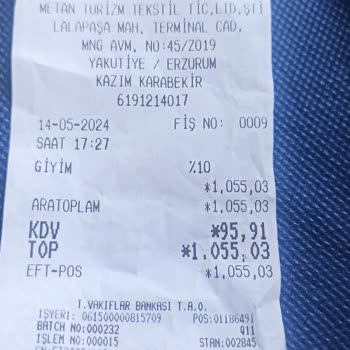 METAN TURİZM TEKSTİL TİC.LTD.ŞTİ
LALAPAŞA MAH. TERMİNAL CAD.
MNG AVM. NO:45/Z019
YAKUTİYE / ERZURUM
KAZIM KARABEKİR
6191214017
14-05-2024 FİŞ NO: 0009
SAAT 17:27
GİYİM %10
*1.055,03
ARATOPLAM *1.055,03
KDV *95,91
TOP *1.055,03
EFT-POS *1.055,03
T.VAKIFLAR BANKASI T.A.O.
İŞYERİ: 061500000815709 POS:01186491
BATCH NO:000232 Q11
İŞLEM NO:000015 STAN:002845